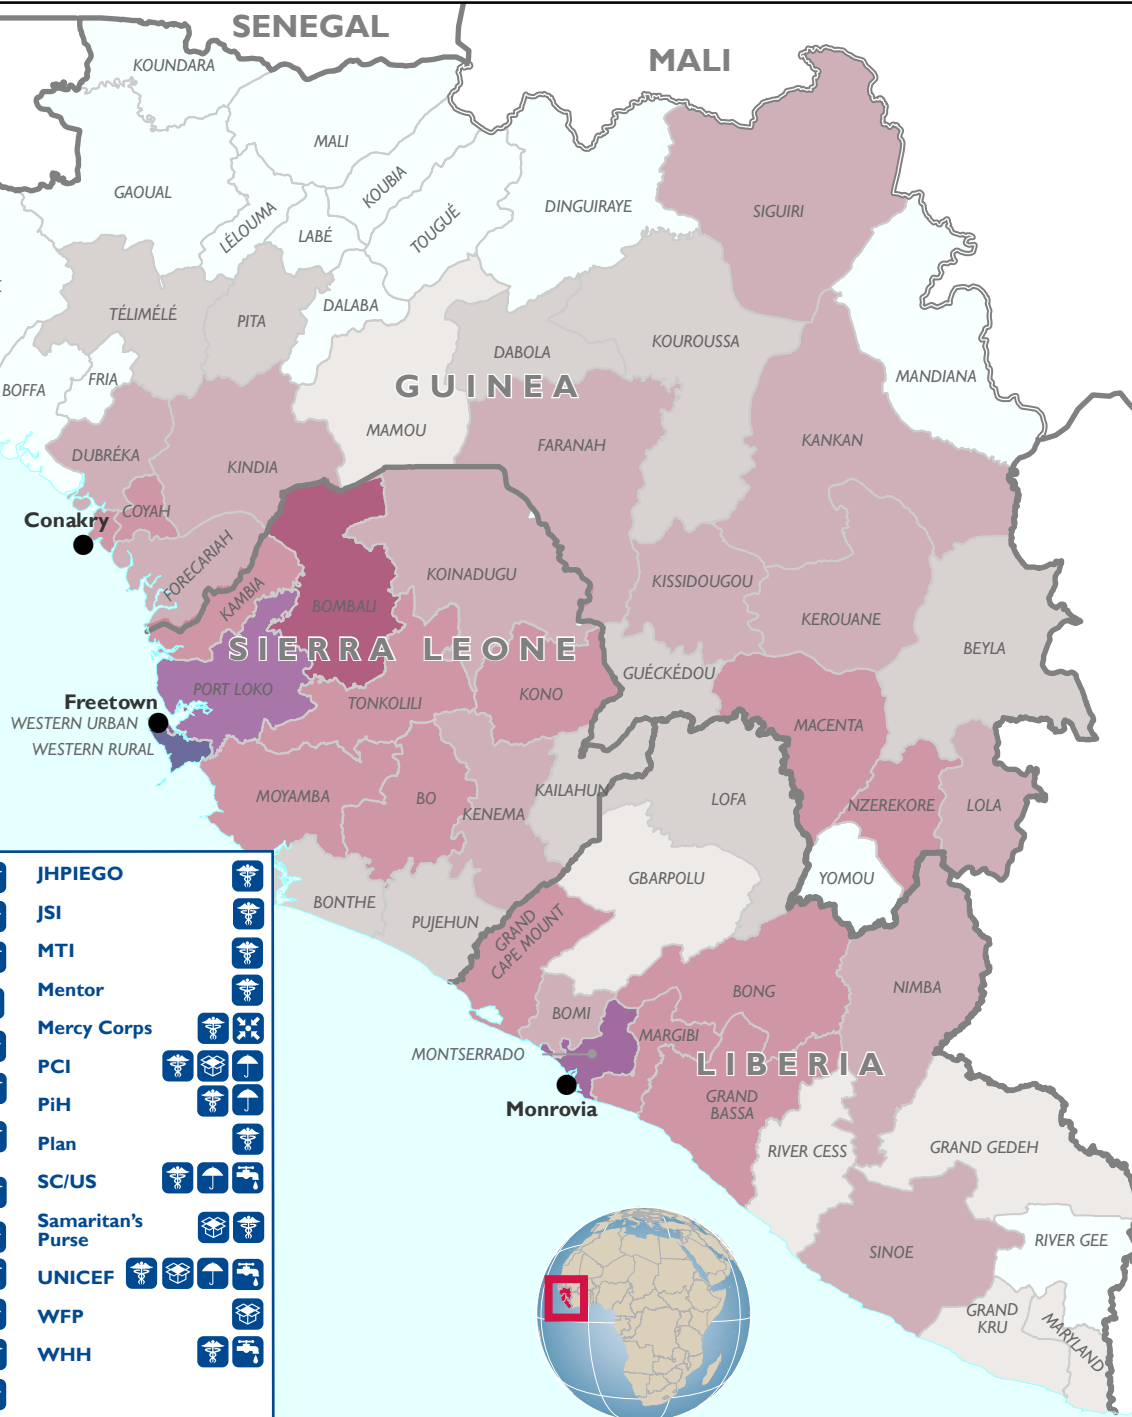 SENEGAL
MALI
KOUNDARA
MALI
GAOUAL
KOUBIA
LÉLOUMA
LABÉ
TOUGUÉ
DINGUIRAYE
SIGUIRI
DALABA
TÉLIMÉLÉ
PITA
DABOLA
KOUROUSSA
MANDIANA
BOFFA
FRIA
GUINEA
MAMOU
FARANAH
KANKAN
DUBRÉKA
KINDIA
COYAH
Conakry
FORECARIAH
KAMBIA
KOINADUGU
KISSIDOUGOU
BOMBALI
KEROUANE
SIERRA LEONE
BEYLA
PORT LOKO
GUÉCKÉDOU
KONO
TONKOLILI
Freetown
WESTERN URBAN
WESTERN RURAL
MACENTA
MOYAMBA
BO
KENEMA
KAILAHUN
LOFA
NZEREKORE
LOLA
GBARPOLU
YOMOU
BONTHE
PUJEHUN
GRAND
CAPE MOUNT
BONG
NIMBA
BOMI
MARGIBI
MONTSERRADO
LIBERIA
Monrovia
GRAND
BASSA
RIVER CESS
GRAND GEDEH
SINOE
RIVER GEE
GRAND
KRU
MARYLAND
JHPIEGO
JSI
MTI
Mentor
Mercy Corps
PCI
PiH
Plan
SC/US
Samaritan's
Purse
UNICEF
WFP
WHH